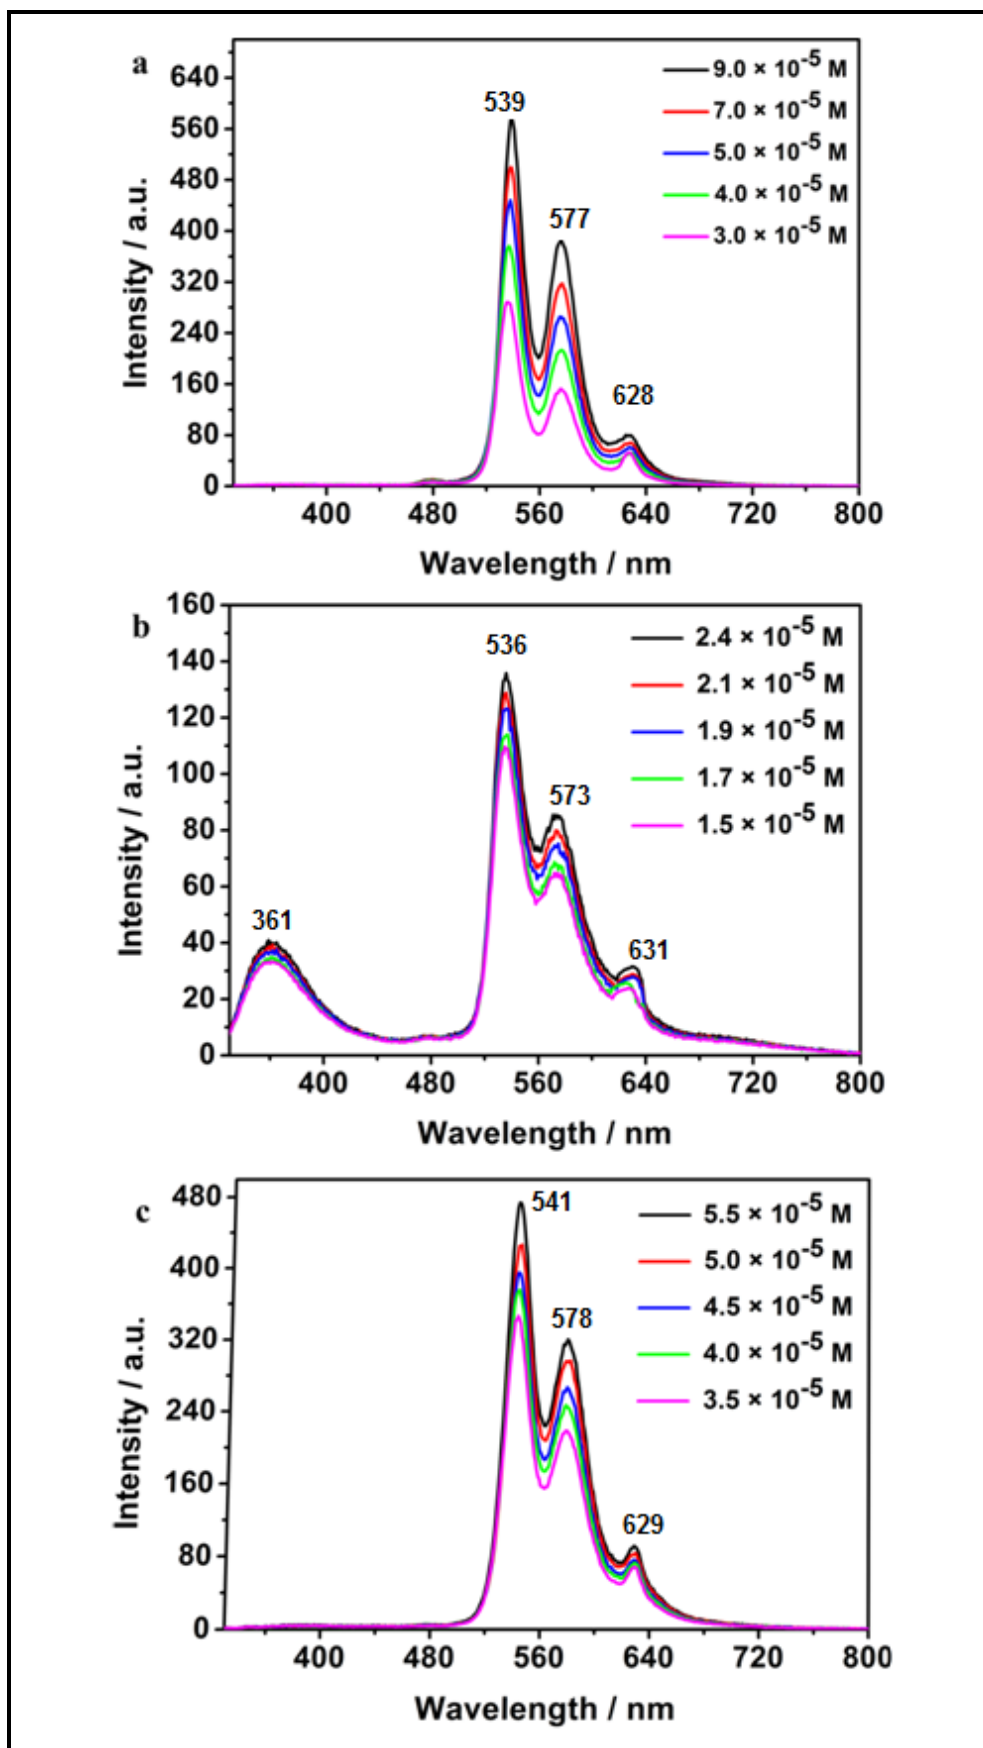 a
640
560
480
400
320
240
160
80
0
Intensity / a.u.
539
577
628
9.0 × 10⁻⁵ M
7.0 × 10⁻⁵ M
5.0 × 10⁻⁵ M
4.0 × 10⁻⁵ M
3.0 × 10⁻⁵ M
400 480 560 640 720 800
Wavelength / nm
b
160
140
120
100
80
60
40
20
0
Intensity / a.u.
361
536
573
631
2.4 × 10⁻⁵ M
2.1 × 10⁻⁵ M
1.9 × 10⁻⁵ M
1.7 × 10⁻⁵ M
1.5 × 10⁻⁵ M
400 480 560 640 720 800
Wavelength / nm
c
480
400
320
240
160
80
0
Intensity / a.u.
541
578
629
5.5 × 10⁻⁵ M
5.0 × 10⁻⁵ M
4.5 × 10⁻⁵ M
4.0 × 10⁻⁵ M
3.5 × 10⁻⁵ M
400 480 560 640 720 800
Wavelength / nm